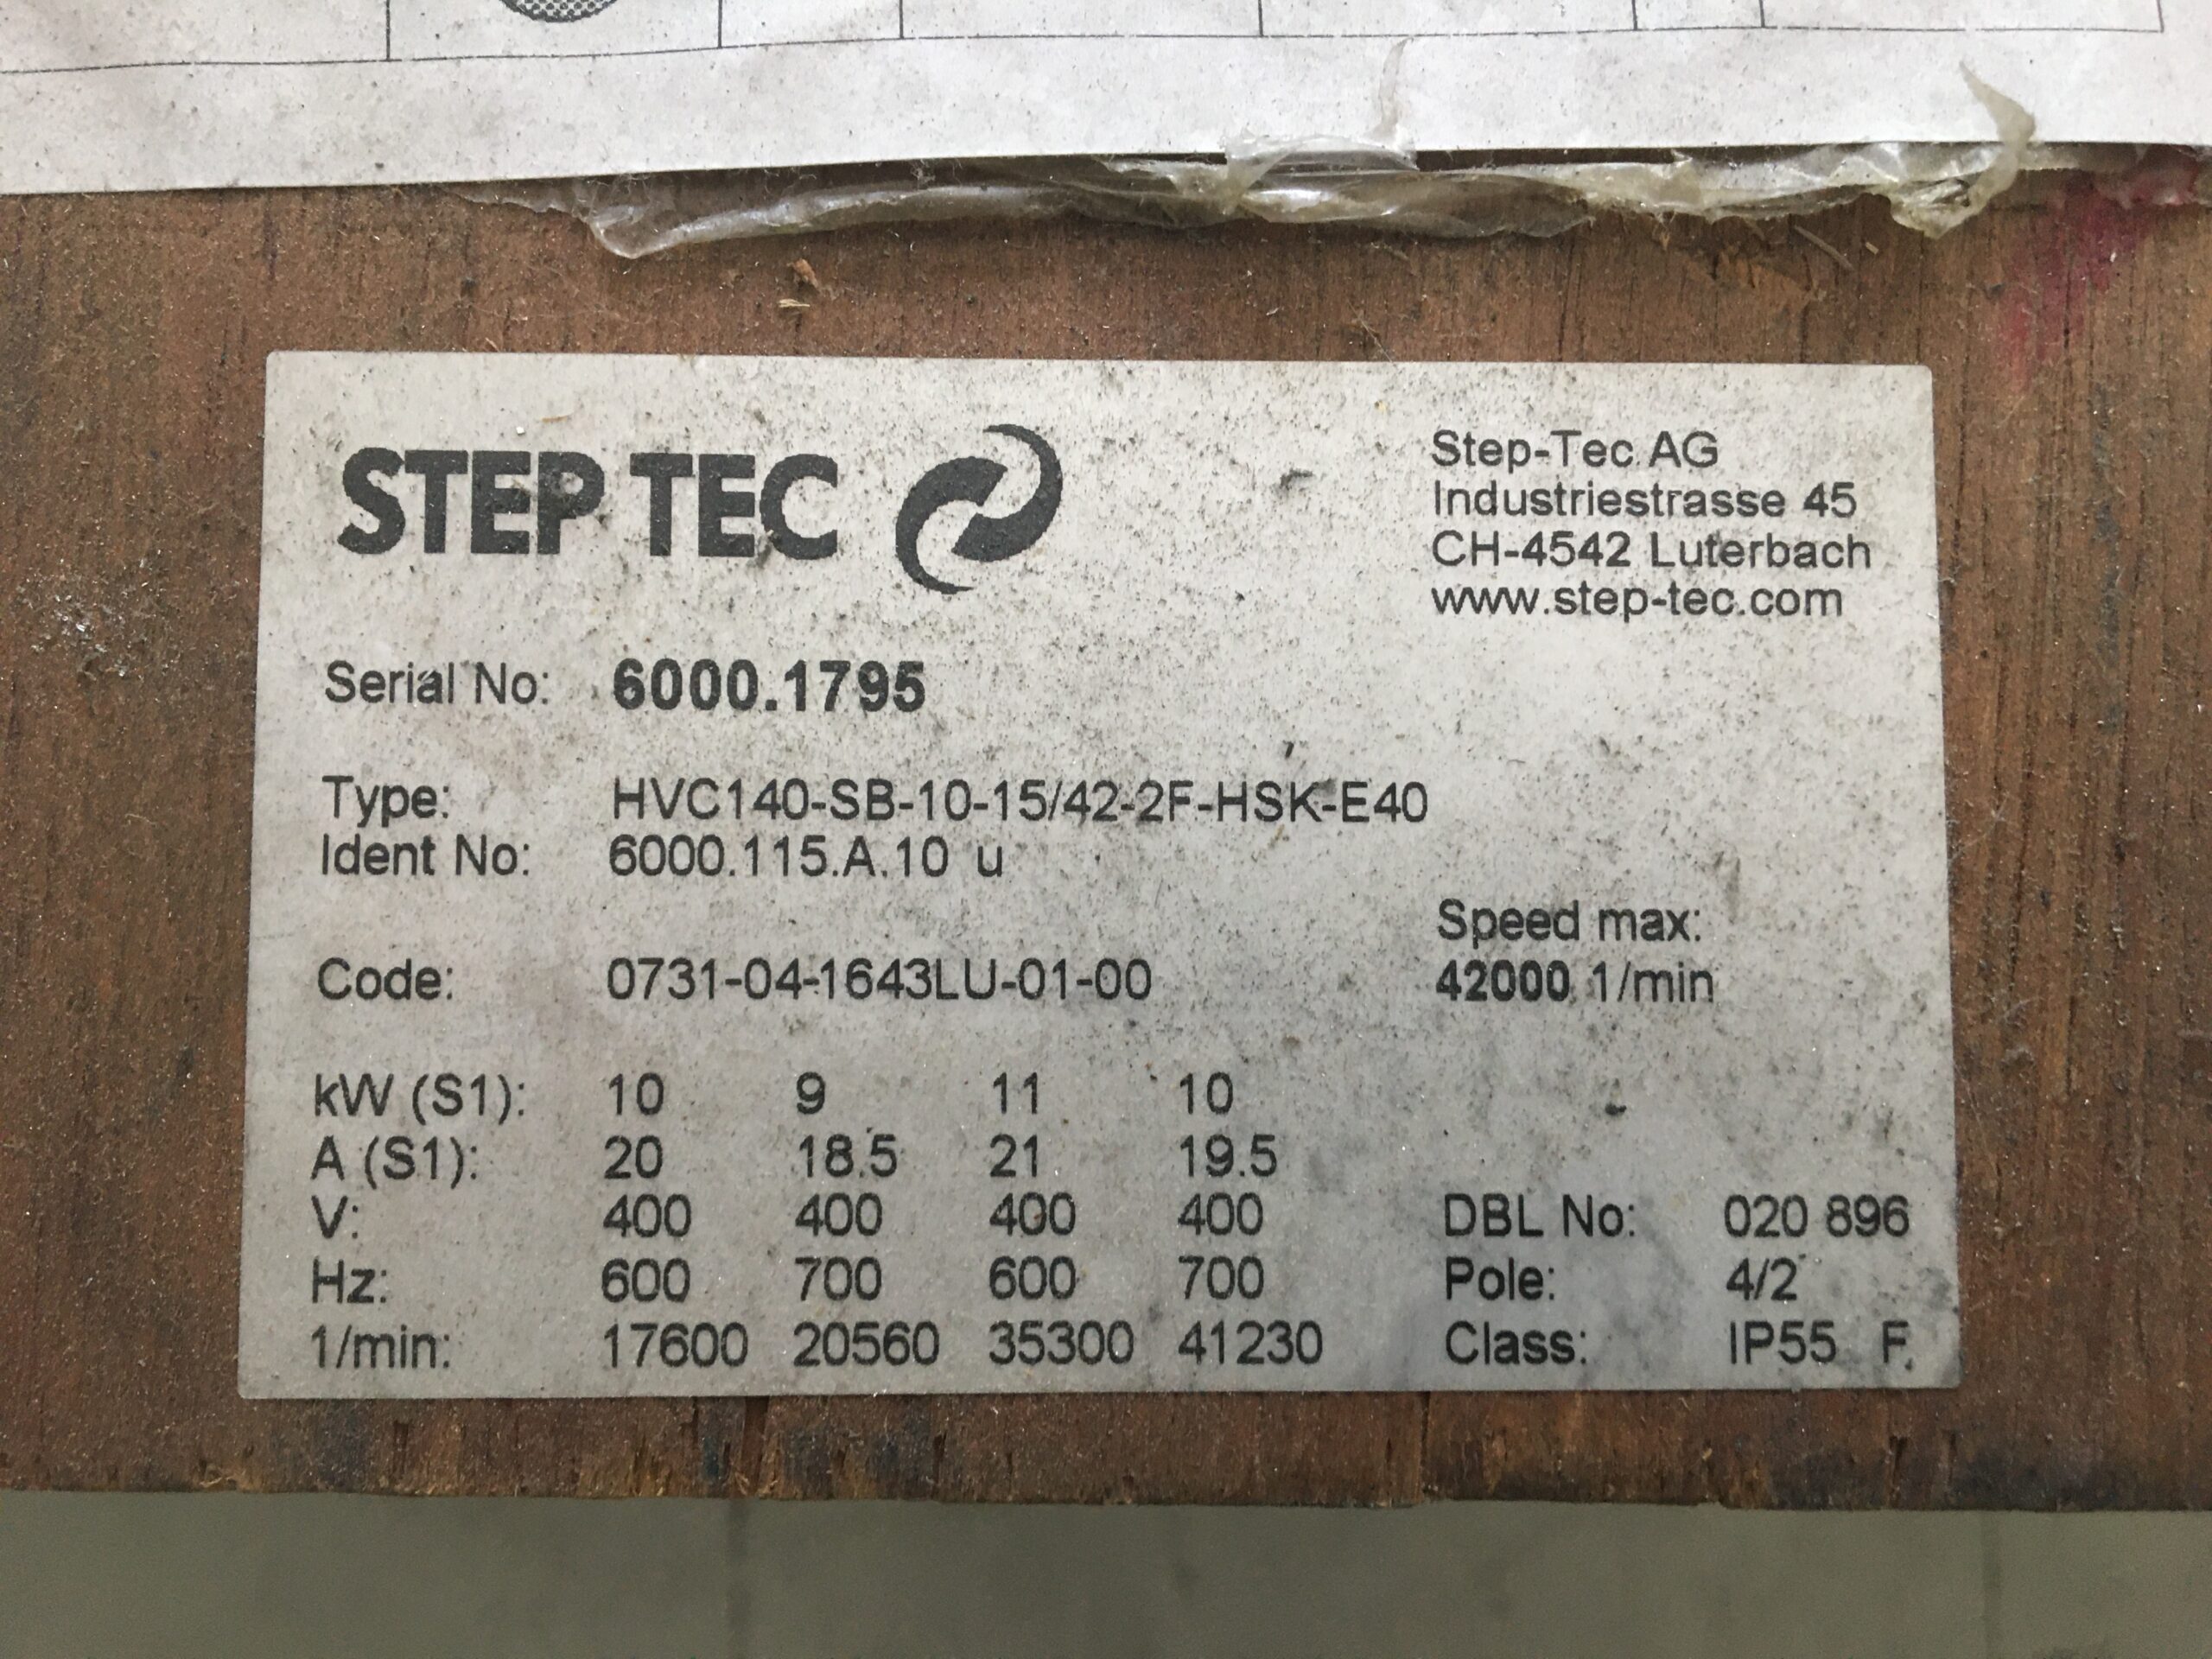 STEP TEC
Step-Tec AG
Industriestrasse 45
CH-4542 Luterbach
www.step-tec.com
Serial No: 6000.1795
Type: HVC140-SB-10-15/42-2F-HSK-E40
Ident No: 6000.115.A.10 u
Speed max:
Code: 0731-04-1643LU-01-00 42000 1/min
kW (S1): 10 9 11 10
A (S1): 20 18.5 21 19.5
V: 400 400 400 400 DBL No: 020 896
Hz: 600 700 600 700 Pole: 4/2
1/min: 17600 20560 35300 41230 Class: IP55 F